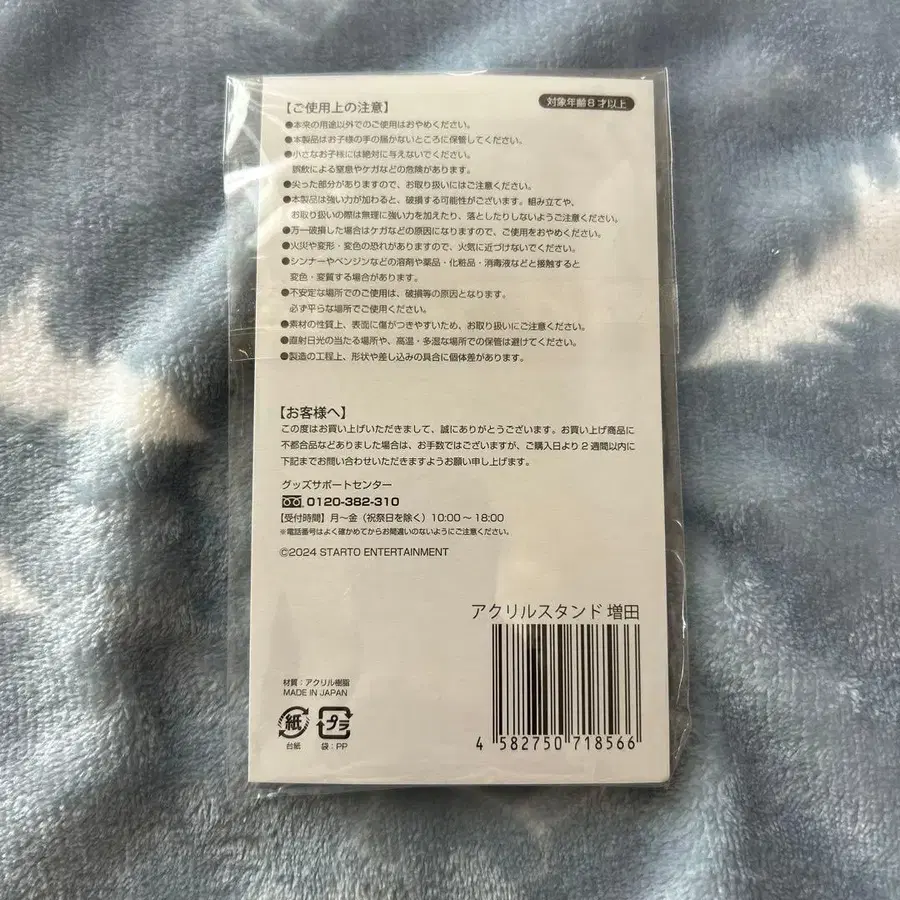 【ご使用上の注意】
対象年齢8才以上
●本来の用途以外でのご使用はおやめください。
●本製品はお子様の手の届かないところに保管してください。
●小さなお子様には絶対に与えないでください。
誤飲による窒息やケガなどの危険があります。
●尖った部分がありますので、お取り扱いにはご注意ください。
●本製品は強い力が加わると、破損する可能性がございます。組み立てや、
お取り扱いの際は無理に強い力を加えたり、落としたりしないようご注意ください。
●万一破損した場合はケガなどの原因になりますので、ご使用をおやめください。
●火災や変形・変色の恐れがありますので、火気に近づけないでください。
●シンナーやベンジンなどの溶剤や薬品・化粧品・消毒液などと接触すると
変色・変質する場合があります。
●不安定な場所でのご使用は、破損等の原因となります。
必ず平らな場所でご使用ください。
●素材の性質上、表面に傷がつきやすいため、お取り扱いにご注意ください。
●直射日光の当たる場所や、高温・多湿な場所での保管は避けてください。
●製造の工程上、形状や差し込みの具合に個体差があります。
【お客様へ】
この度はお買い上げいただきまして、誠にありがとうございます。お買い上げ商品に
不都合品などありました場合は、お手数ではございますが、ご購入日より2週間以内に
下記までお問い合わせいただきますようお願い申し上げます。
グッズサポートセンター
0120-382-310
【受付時間】月〜金（祝祭日を除く）10:00〜18:00
※電話番号はよく確かめてからお間違いのないようにご注意ください。
©2024 STARTO ENTERTAINMENT
アクリルスタンド 増田
材質：アクリル樹脂
MADE IN JAPAN
紙
プラ
台紙
袋：PP
4 582750 718566